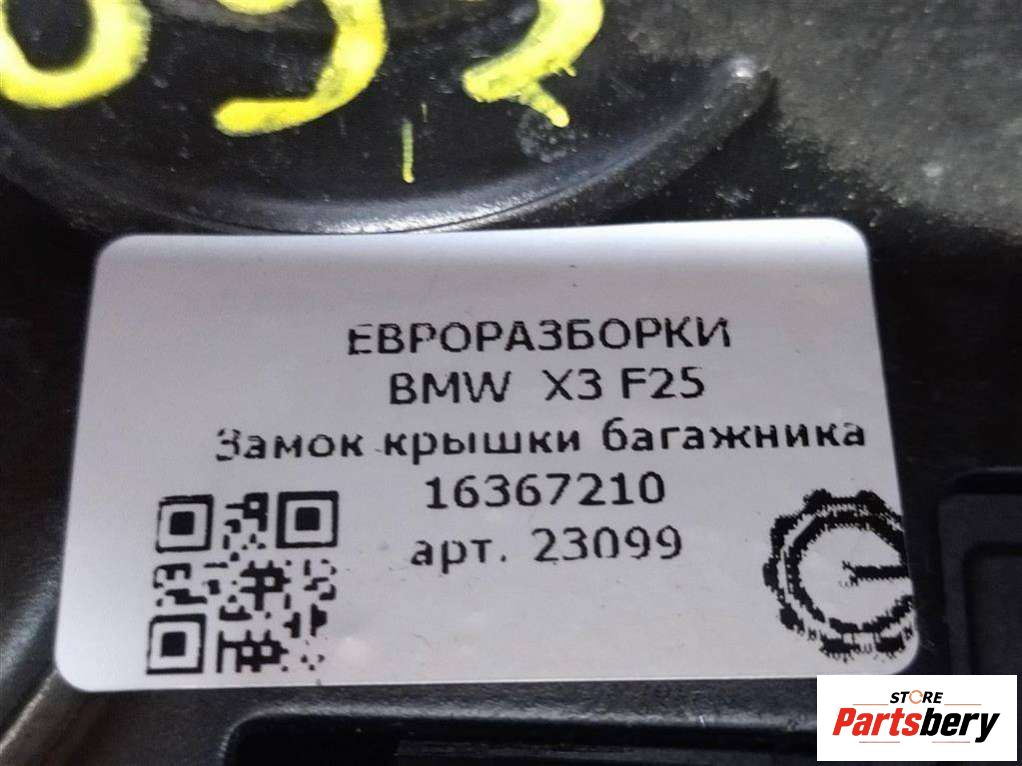 ЕВРОРАЗБОРКИ
BMW X3 F25
Замок крышки багажника
16367210
арт. 23099
STORE
Partsbery